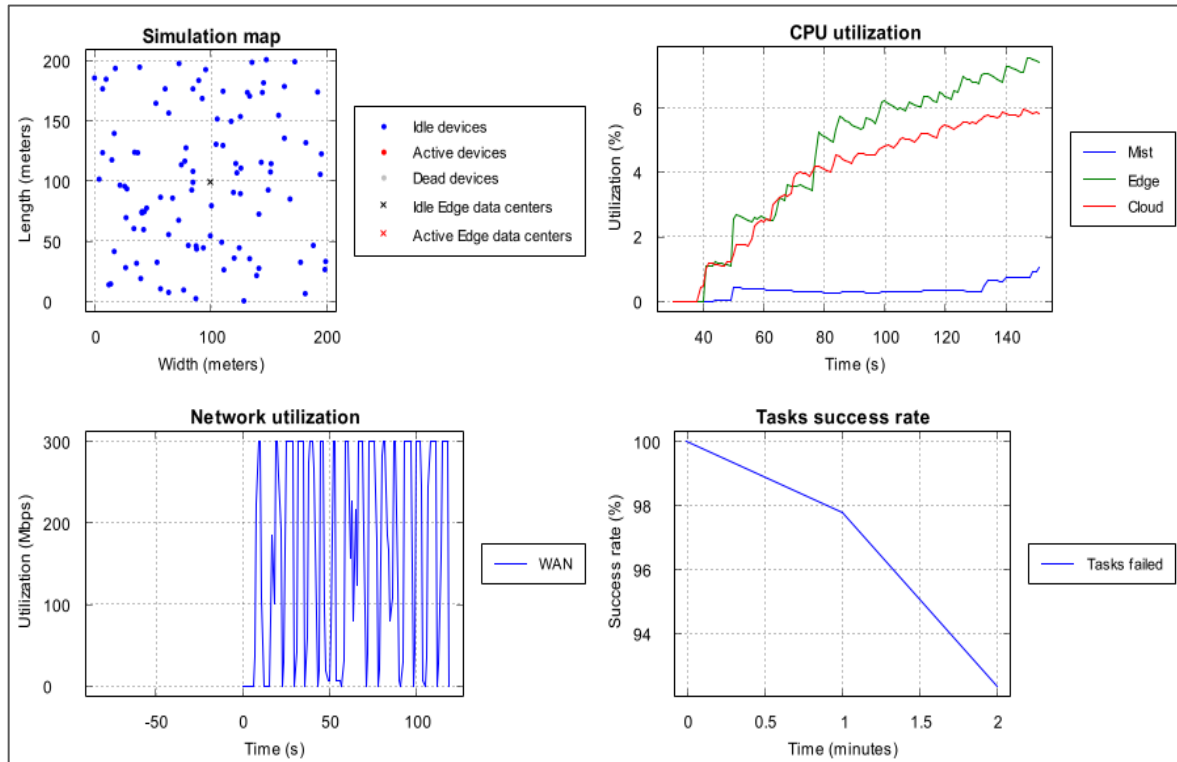 Simulation map
Length (meters)
200
150
100
50
0
0
100
200
Width (meters)
Idle devices
Active devices
Dead devices
Idle Edge data centers
Active Edge data centers
CPU utilization
Utilization (%)
6
4
2
0
40
60
80
100
120
140
Time (s)
Mist
Edge
Cloud
Network utilization
Utilization (Mbps)
300
200
100
0
-50
0
50
100
Time (s)
WAN
Tasks success rate
Success rate (%)
100
98
96
94
0
0.5
1
1.5
2
Time (minutes)
Tasks failed